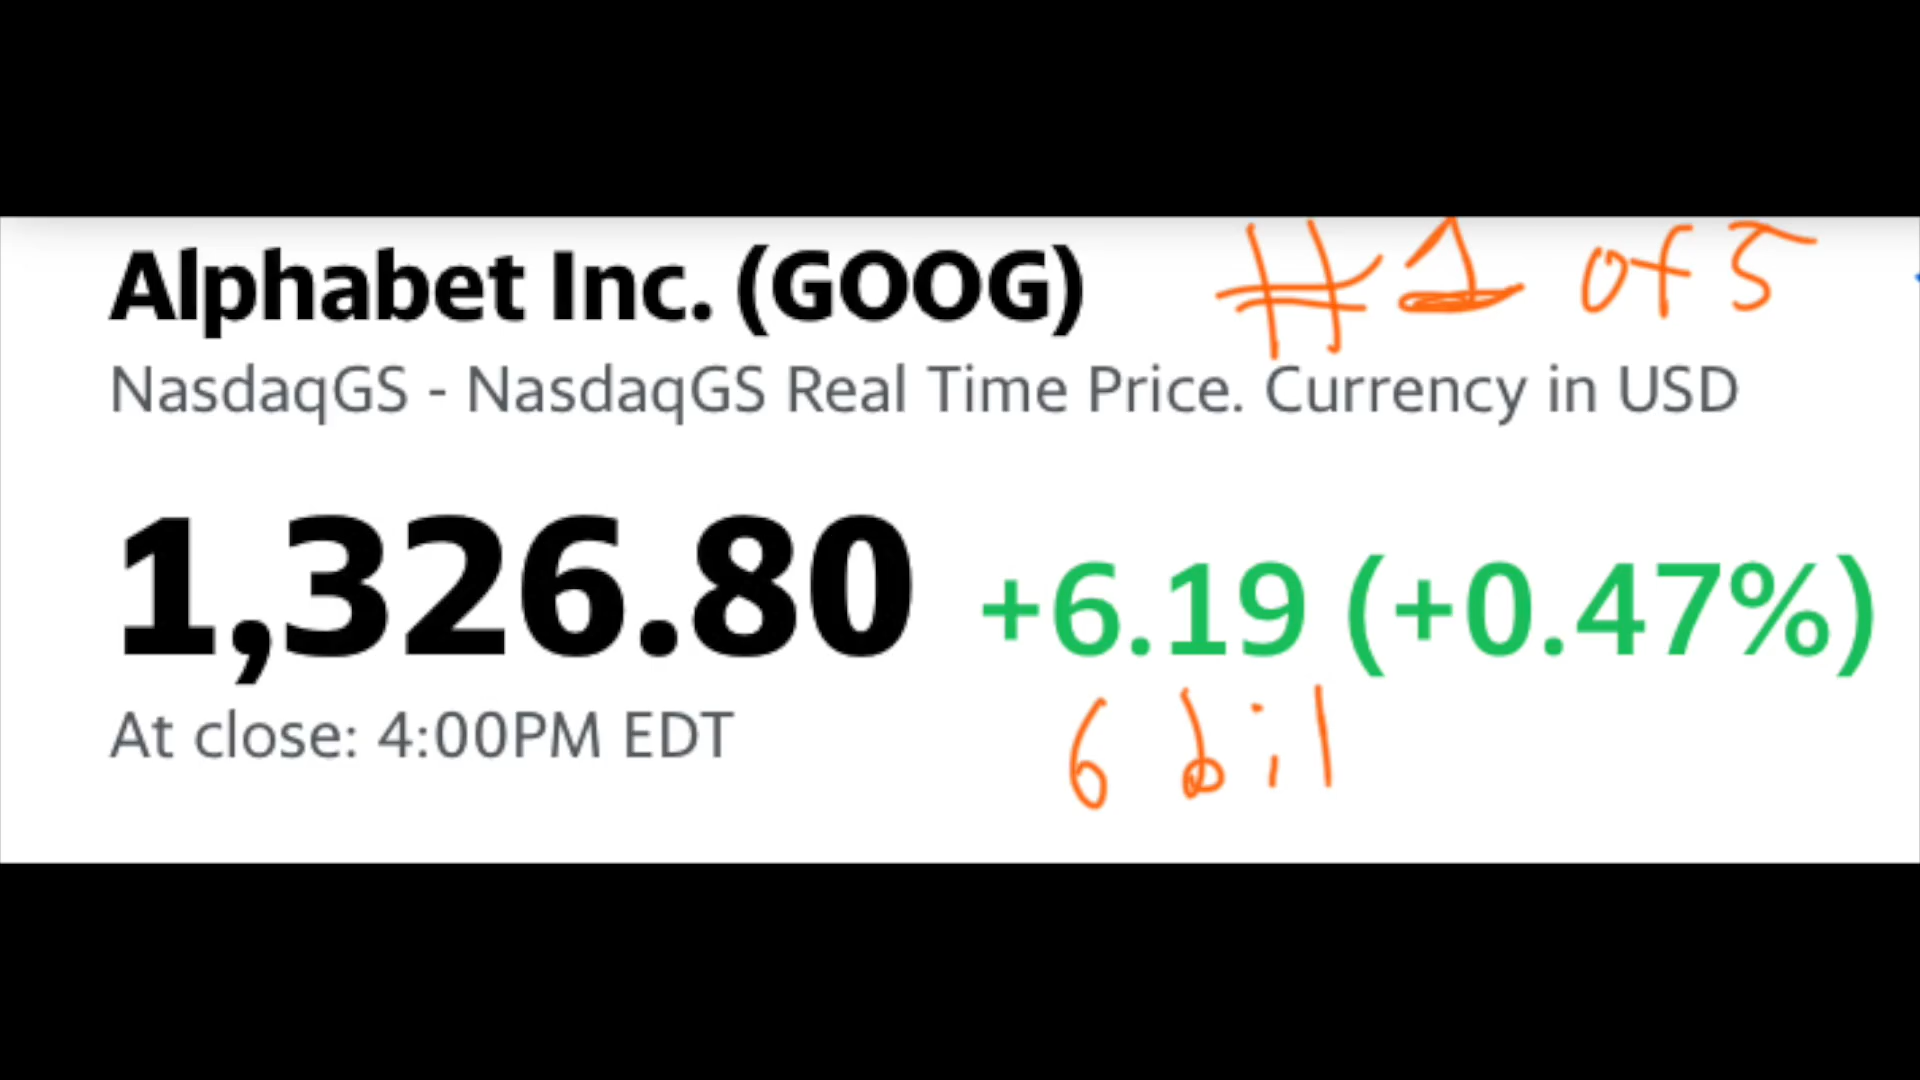 Alphabet Inc. (GOOG) #1 of 5
NasdaqGS - NasdaqGS Real Time Price. Currency in USD
1,326.80 +6.19 (+0.47%)
At close: 4:00PM EDT 6 bil